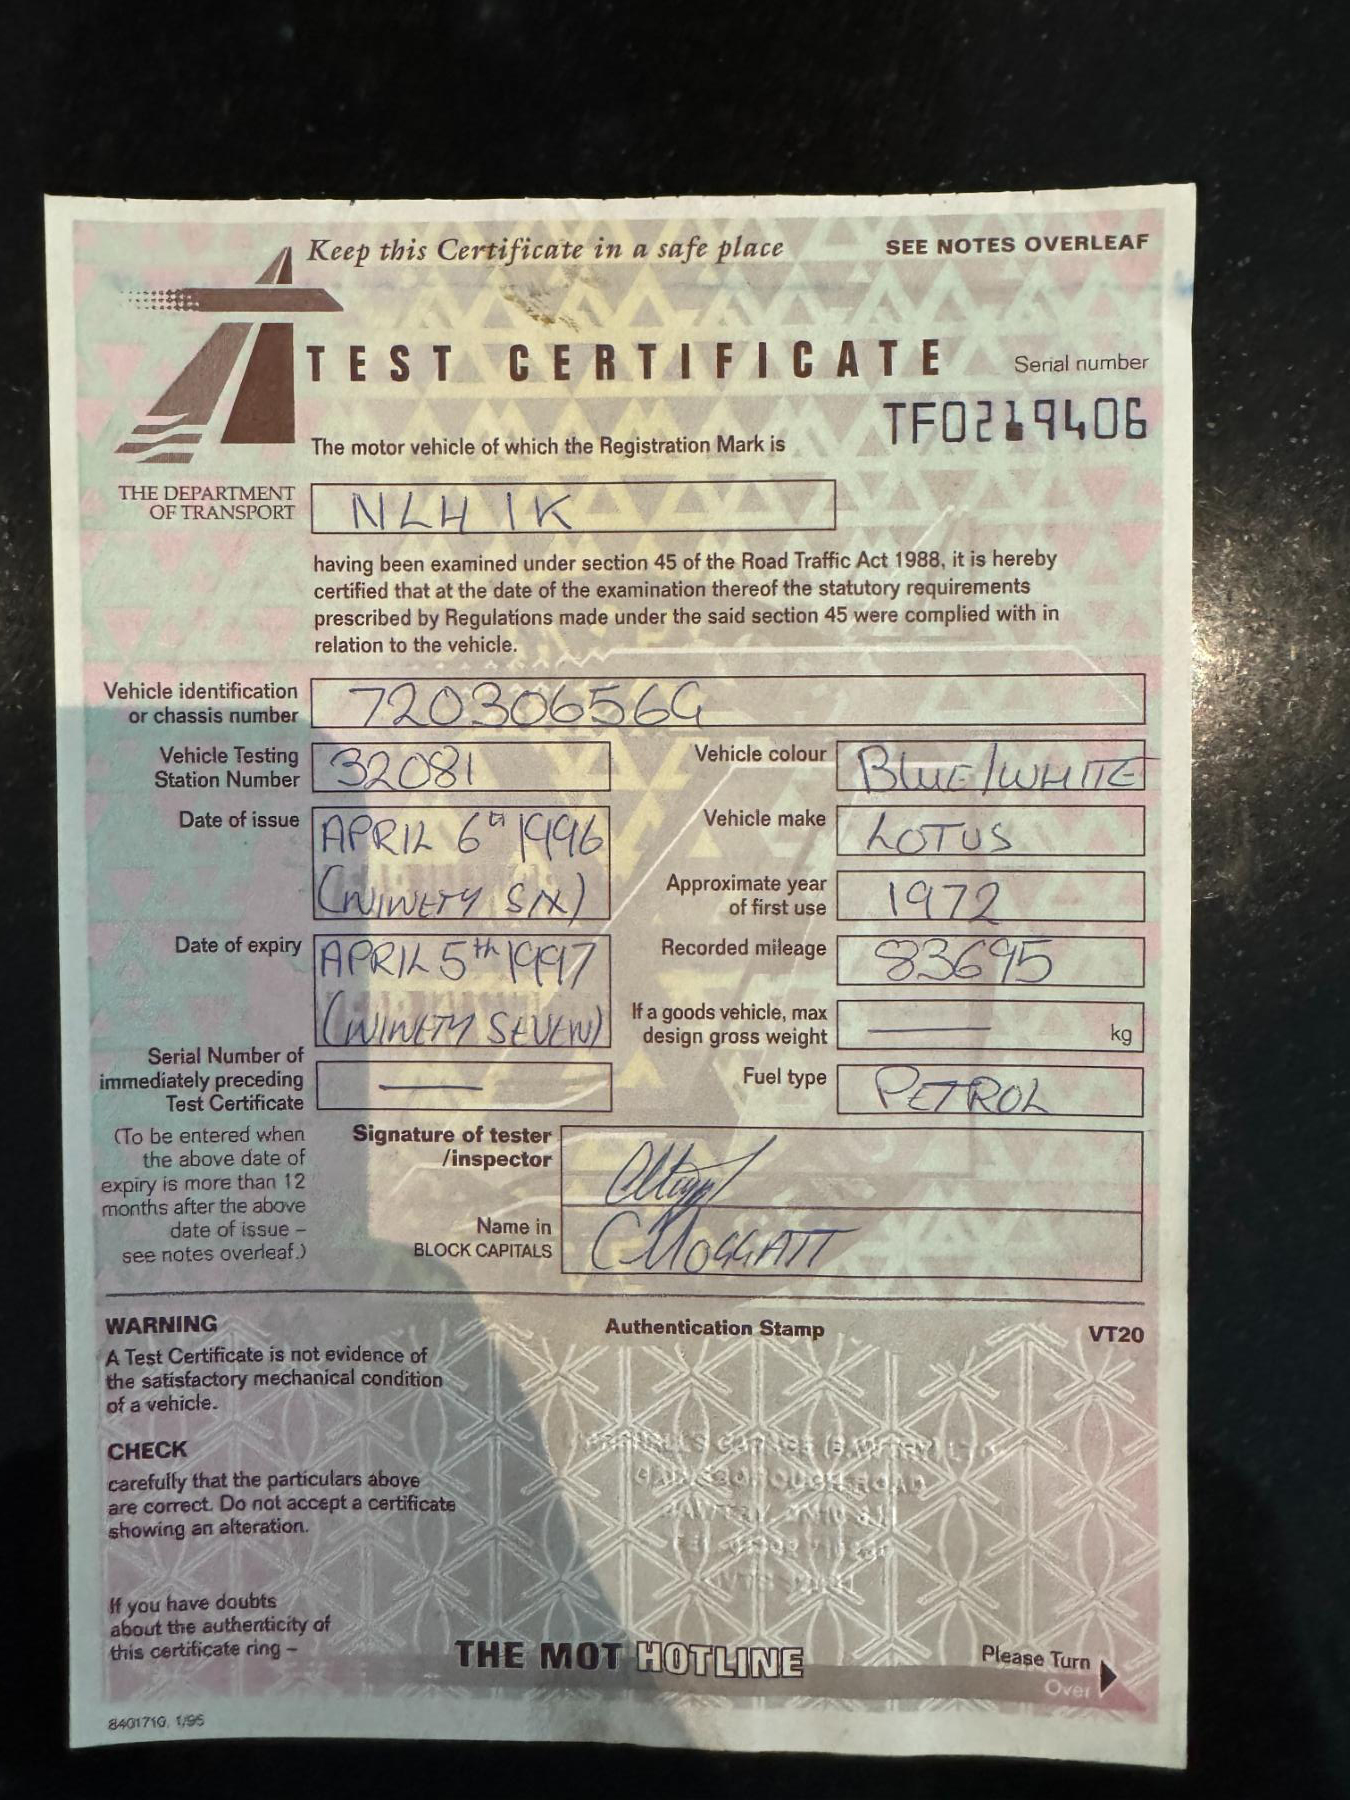 Keep this Certificate in a safe place
SEE NOTES OVERLEAF
TEST CERTIFICATE
Serial number
TF0219406
The motor vehicle of which the Registration Mark is
THE DEPARTMENT
OF TRANSPORT
NLH 1K
having been examined under section 45 of the Road Traffic Act 1988, it is hereby
certified that at the date of the examination thereof the statutory requirements
prescribed by Regulations made under the said section 45 were complied with in
relation to the vehicle.
Vehicle identification
or chassis number
72030656G
Vehicle Testing
Station Number
32081
Vehicle colour
BLUE/WHITE
Date of issue
APRIL 6th 1996
(NINETY SIX)
Vehicle make
LOTUS
Approximate year
of first use
1972
Date of expiry
APRIL 5th 1997
(NINETY SEVEN)
Recorded mileage
83695
If a goods vehicle, max
design gross weight
kg
Serial Number of
immediately preceding
Test Certificate
Fuel type
PETROL
(To be entered when
the above date of
expiry is more than 12
months after the above
date of issue –
see notes overleaf.)
Signature of tester
/inspector
Name in
BLOCK CAPITALS
C MOGGATT
WARNING
A Test Certificate is not evidence of
the satisfactory mechanical condition
of a vehicle.
Authentication Stamp
VT20
CHECK
carefully that the particulars above
are correct. Do not accept a certificate
showing an alteration.
GARAGE (BAWTRY) LTD
GAINSBOROUGH ROAD
BAWTRY
If you have doubts
about the authenticity of
this certificate ring –
THE MOT HOTLINE
Please Turn
Over
8401710, 1/95